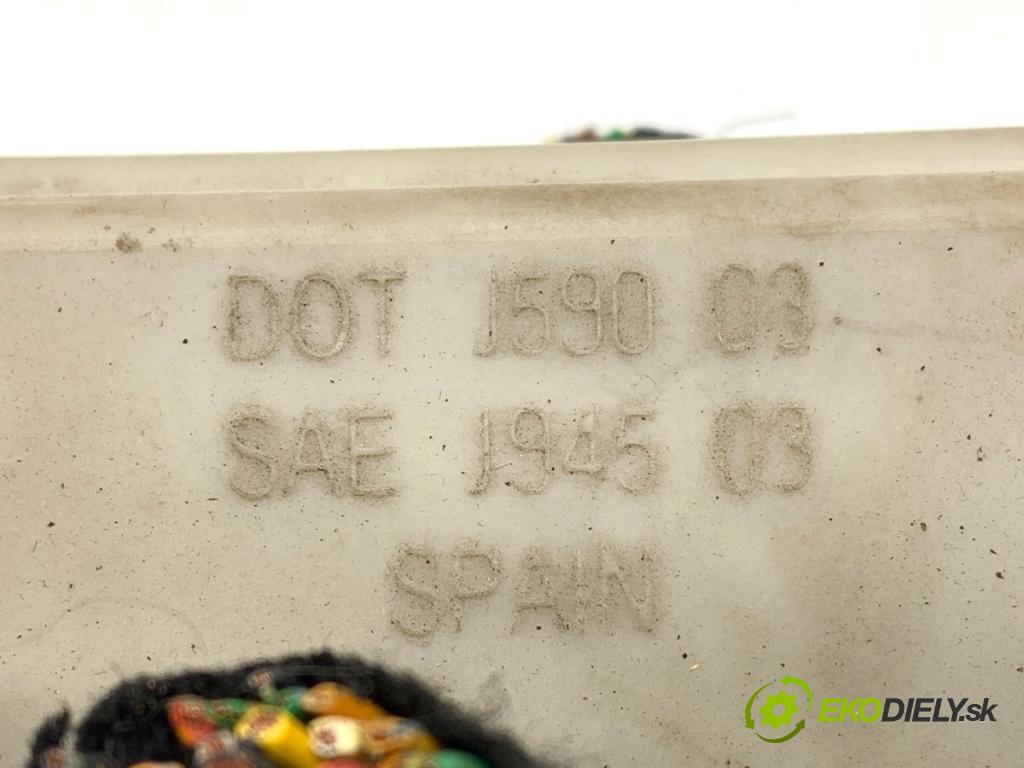 DOT J590 03
SAE J945 03
SPAIN
EKODIELY.sk